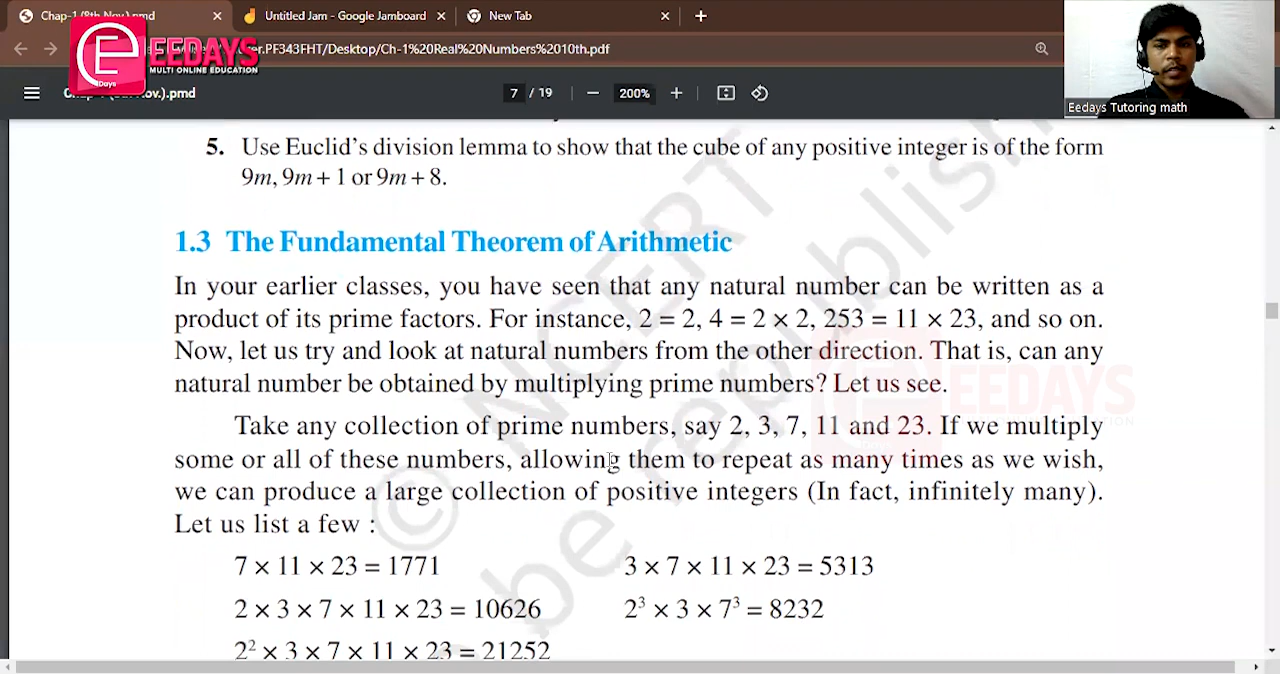 Chap-1 (8th Nov.).pmd
Untitled Jam - Google Jamboard
New Tab
EEDAYS
MULTI ONLINE EDUCATION
Days
er.PF343FHT/Desktop/Ch-1%20Real%20Numbers%2010th.pdf
7 / 19
200%
Eedays Tutoring math
5. Use Euclid's division lemma to show that the cube of any positive integer is of the form
9m, 9m + 1 or 9m + 8.
1.3 The Fundamental Theorem of Arithmetic
In your earlier classes, you have seen that any natural number can be written as a
product of its prime factors. For instance, 2 = 2, 4 = 2 × 2, 253 = 11 × 23, and so on.
Now, let us try and look at natural numbers from the other direction. That is, can any
natural number be obtained by multiplying prime numbers? Let us see.
Take any collection of prime numbers, say 2, 3, 7, 11 and 23. If we multiply
some or all of these numbers, allowing them to repeat as many times as we wish,
we can produce a large collection of positive integers (In fact, infinitely many).
Let us list a few :
7 × 11 × 23 = 1771
3 × 7 × 11 × 23 = 5313
2 × 3 × 7 × 11 × 23 = 10626
2³ × 3 × 7³ = 8232
2² × 3 × 7 × 11 × 23 = 21252
© NCERT
be republish
EEDAYS